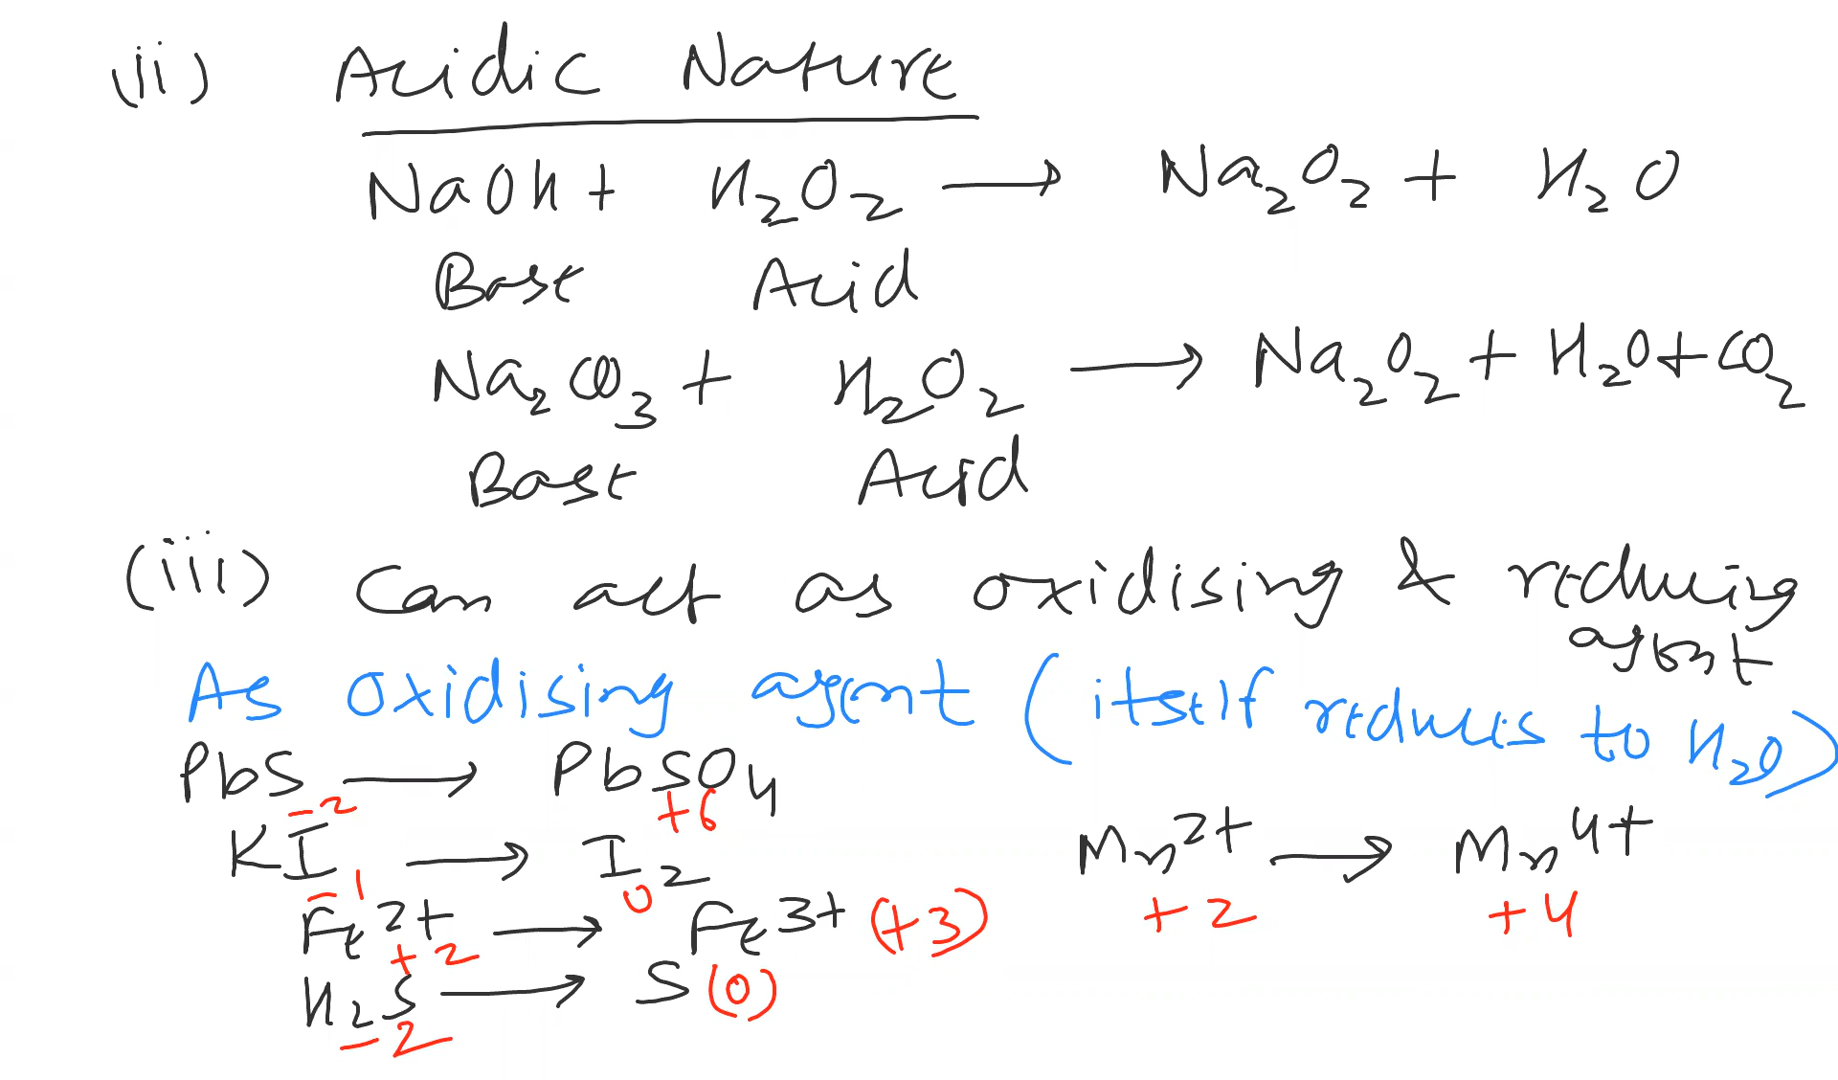 (ii) Acidic Nature
NaOH + H₂O₂ → Na₂O₂ + H₂O
Base Acid
Na₂CO₃ + H₂O₂ → Na₂O₂ + H₂O + CO₂
Base Acid
(iii) Can act as oxidising & reducing
agent
As oxidising agent (itself reduces to H₂O)
PbS → PbSO₄
-2 +6
KI → I₂ Mn²⁺ → Mn⁴⁺
-1 0 +2 +4
Fe²⁺ → Fe³⁺ (+3)
+2
H₂S → S (0)
-2